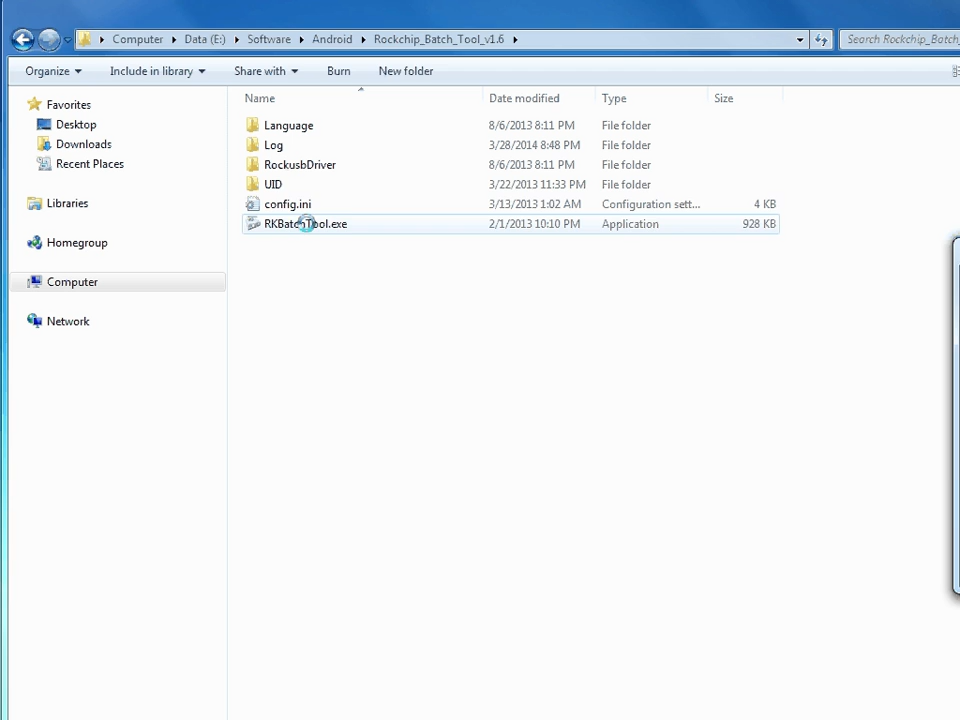 Computer Data (E:) Software Android Rockchip_Batch_Tool_v1.6 Search Rockchip_Batch_
Organize Include in library Share with Burn New folder
Name Date modified Type Size
Favorites
Desktop
Downloads
Recent Places
Libraries
Homegroup
Computer
Network
Language 8/6/2013 8:11 PM File folder
Log 3/28/2014 8:48 PM File folder
RockusbDriver 8/6/2013 8:11 PM File folder
UID 3/22/2013 11:33 PM File folder
config.ini 3/13/2013 1:02 AM Configuration sett... 4 KB
RKBatchTool.exe 2/1/2013 10:10 PM Application 928 KB